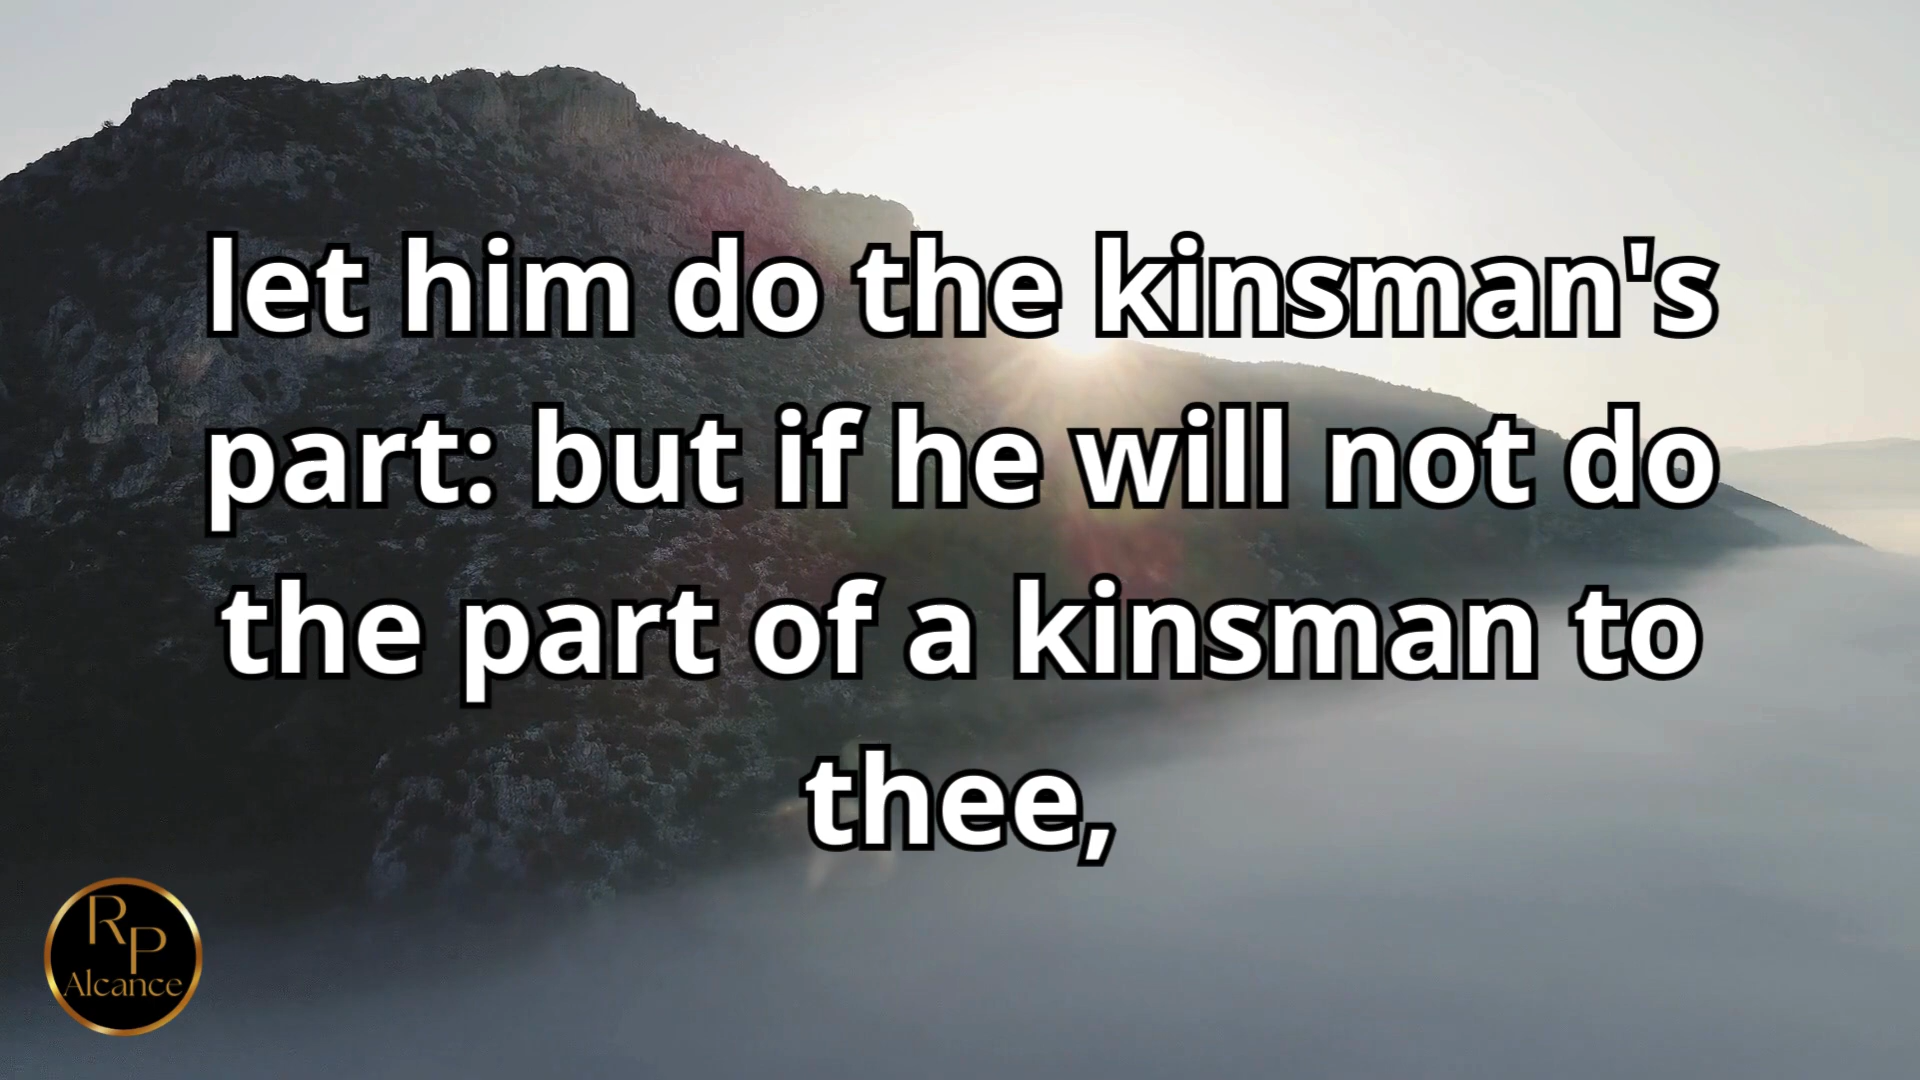 let him do the kinsman's
part: but if he will not do
the part of a kinsman to
thee,
RP
Alcance